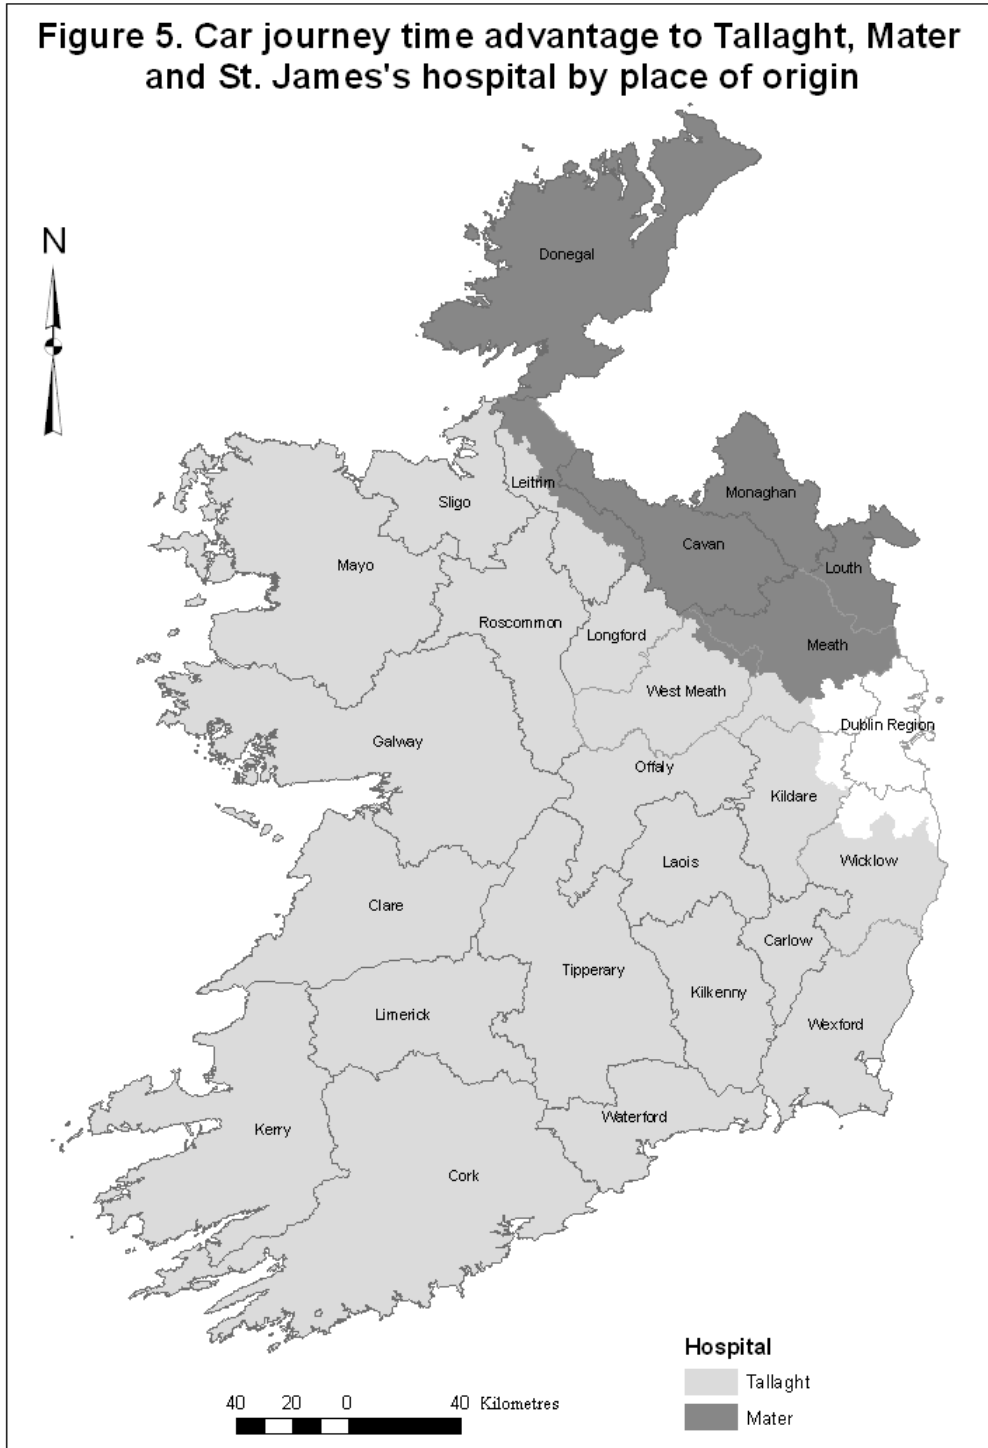 Figure 5. Car journey time advantage to Tallaght, Mater
and St. James's hospital by place of origin
N
Donegal
Monaghan
Leitrim
Sligo
Cavan
Louth
Mayo
Roscommon
Longford
Meath
West Meath
Dublin Region
Galway
Offaly
Kildare
Laois
Wicklow
Clare
Carlow
Tipperary
Kilkenny
Limerick
Wexford
Waterford
Kerry
Cork
Hospital
Tallaght
Mater
40 20 0 40 Kilometres